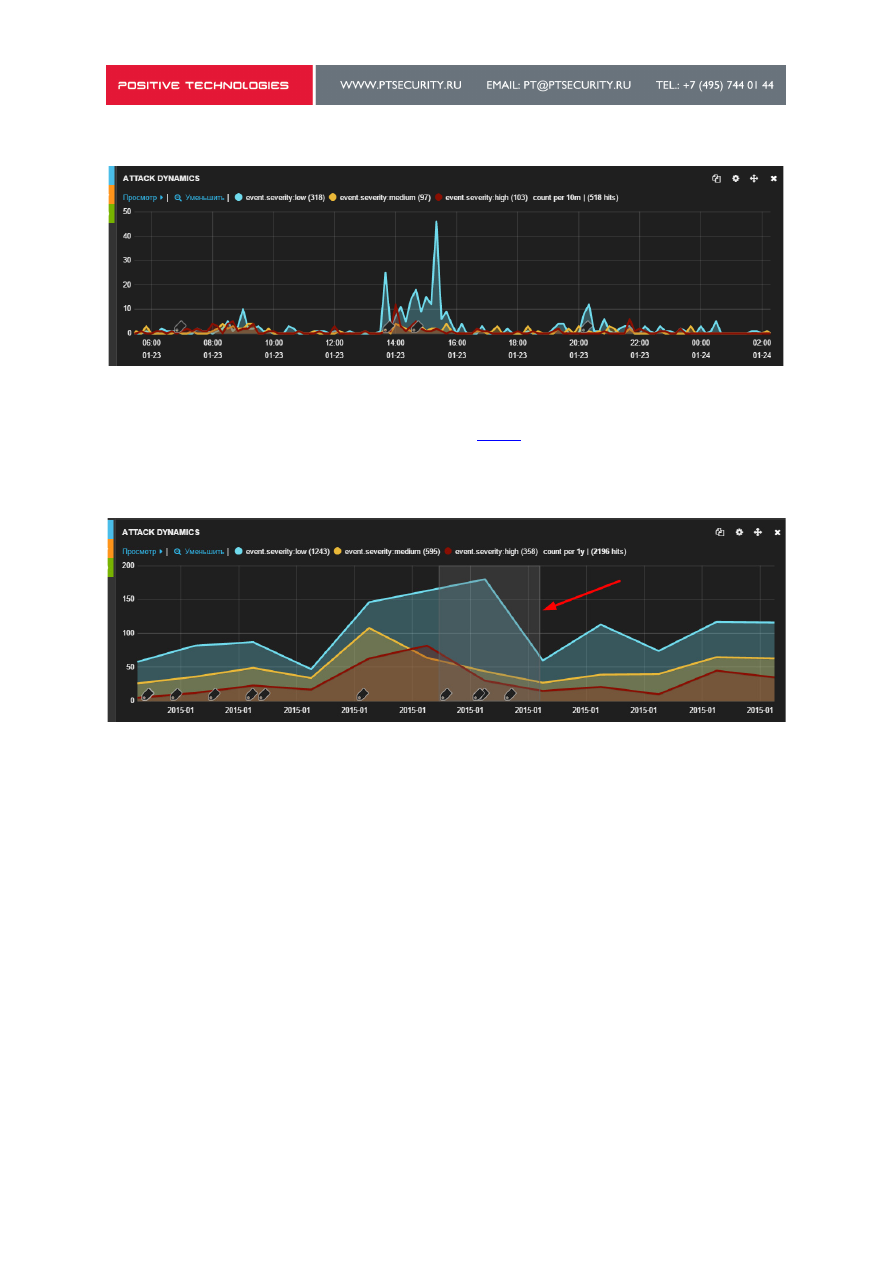 POSITIVE TECHNOLOGIES WWW.PTSECURITY.RU EMAIL: PT@PTSECURITY.RU TEL.: +7 (495) 744 01 44
ATTACK DYNAMICS
Просмотр | Уменьшить | event.severity:low (318) event.severity:medium (97) event.severity:high (103) count per 10m | (518 hits)
50
40
30
20
10
0
06:00 08:00 10:00 12:00 14:00 16:00 18:00 20:00 22:00 00:00 02:00
01-23 01-23 01-23 01-23 01-23 01-23 01-23 01-23 01-23 01-24 01-24
ATTACK DYNAMICS
Просмотр | Уменьшить | event.severity:low (1243) event.severity:medium (595) event.severity:high (358) count per 1y | (2196 hits)
200
150
100
50
0
2015-01 2015-01 2015-01 2015-01 2015-01 2015-01 2015-01 2015-01 2015-01 2015-01 2015-01